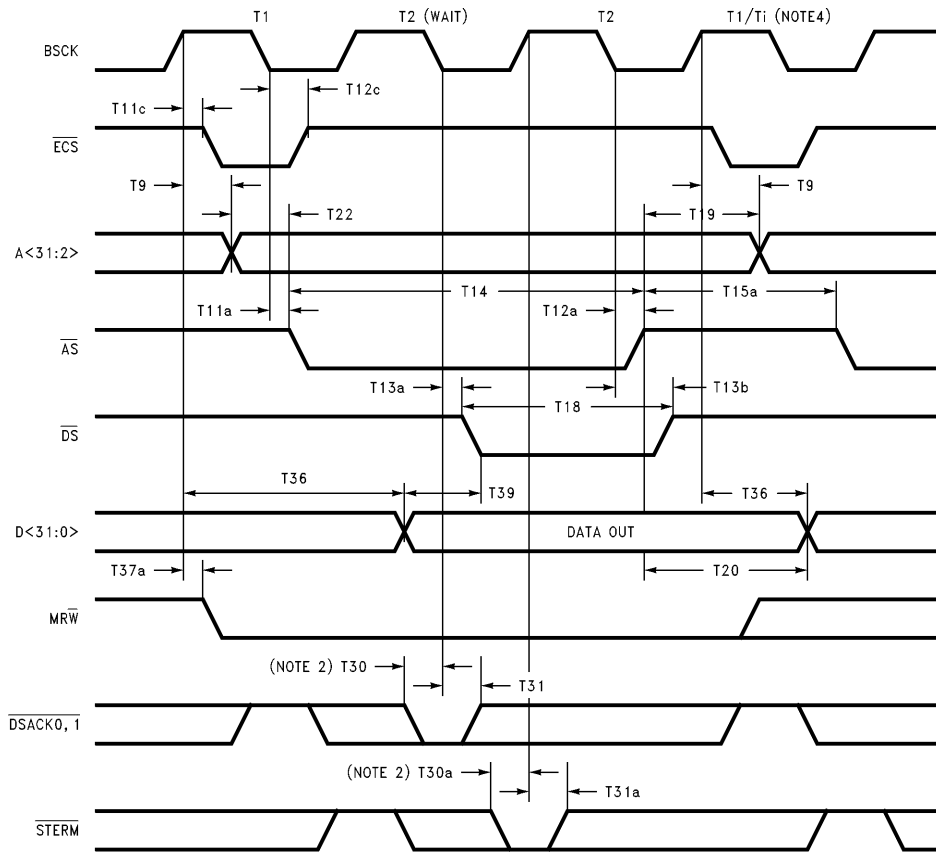 T1 T2 (WAIT) T2 T1/Ti (NOTE4)
BSCK
T12c
T11c
ECS
T9 T9
T22 T19
A<31:2>
T14 T15a
T11a T12a
AS
T13a T13b
T18
DS
T36 T39 T36
D<31:0> DATA OUT
T37a T20
MRW
(NOTE 2) T30
T31
DSACK0, 1
(NOTE 2) T30a
T31a
STERM